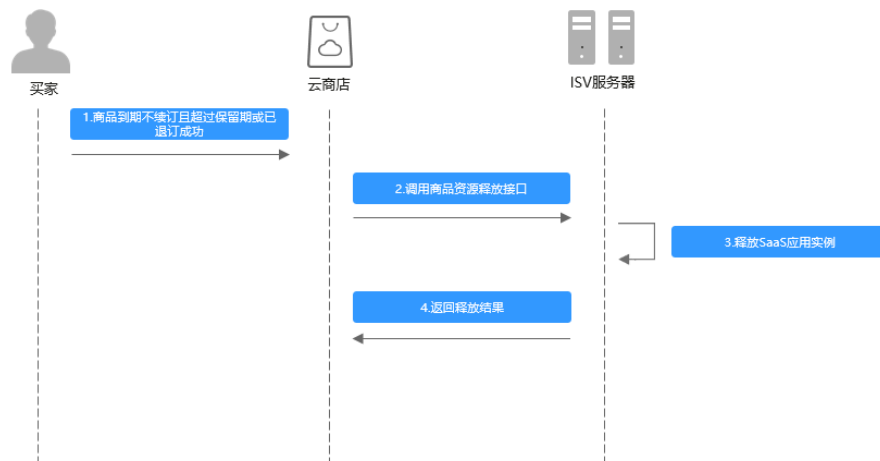 买家
云商店
ISV服务器
1.商品到期不续订且超过保留期或已
退订成功
2.调用商品资源释放接口
3.释放SaaS应用实例
4.返回释放结果